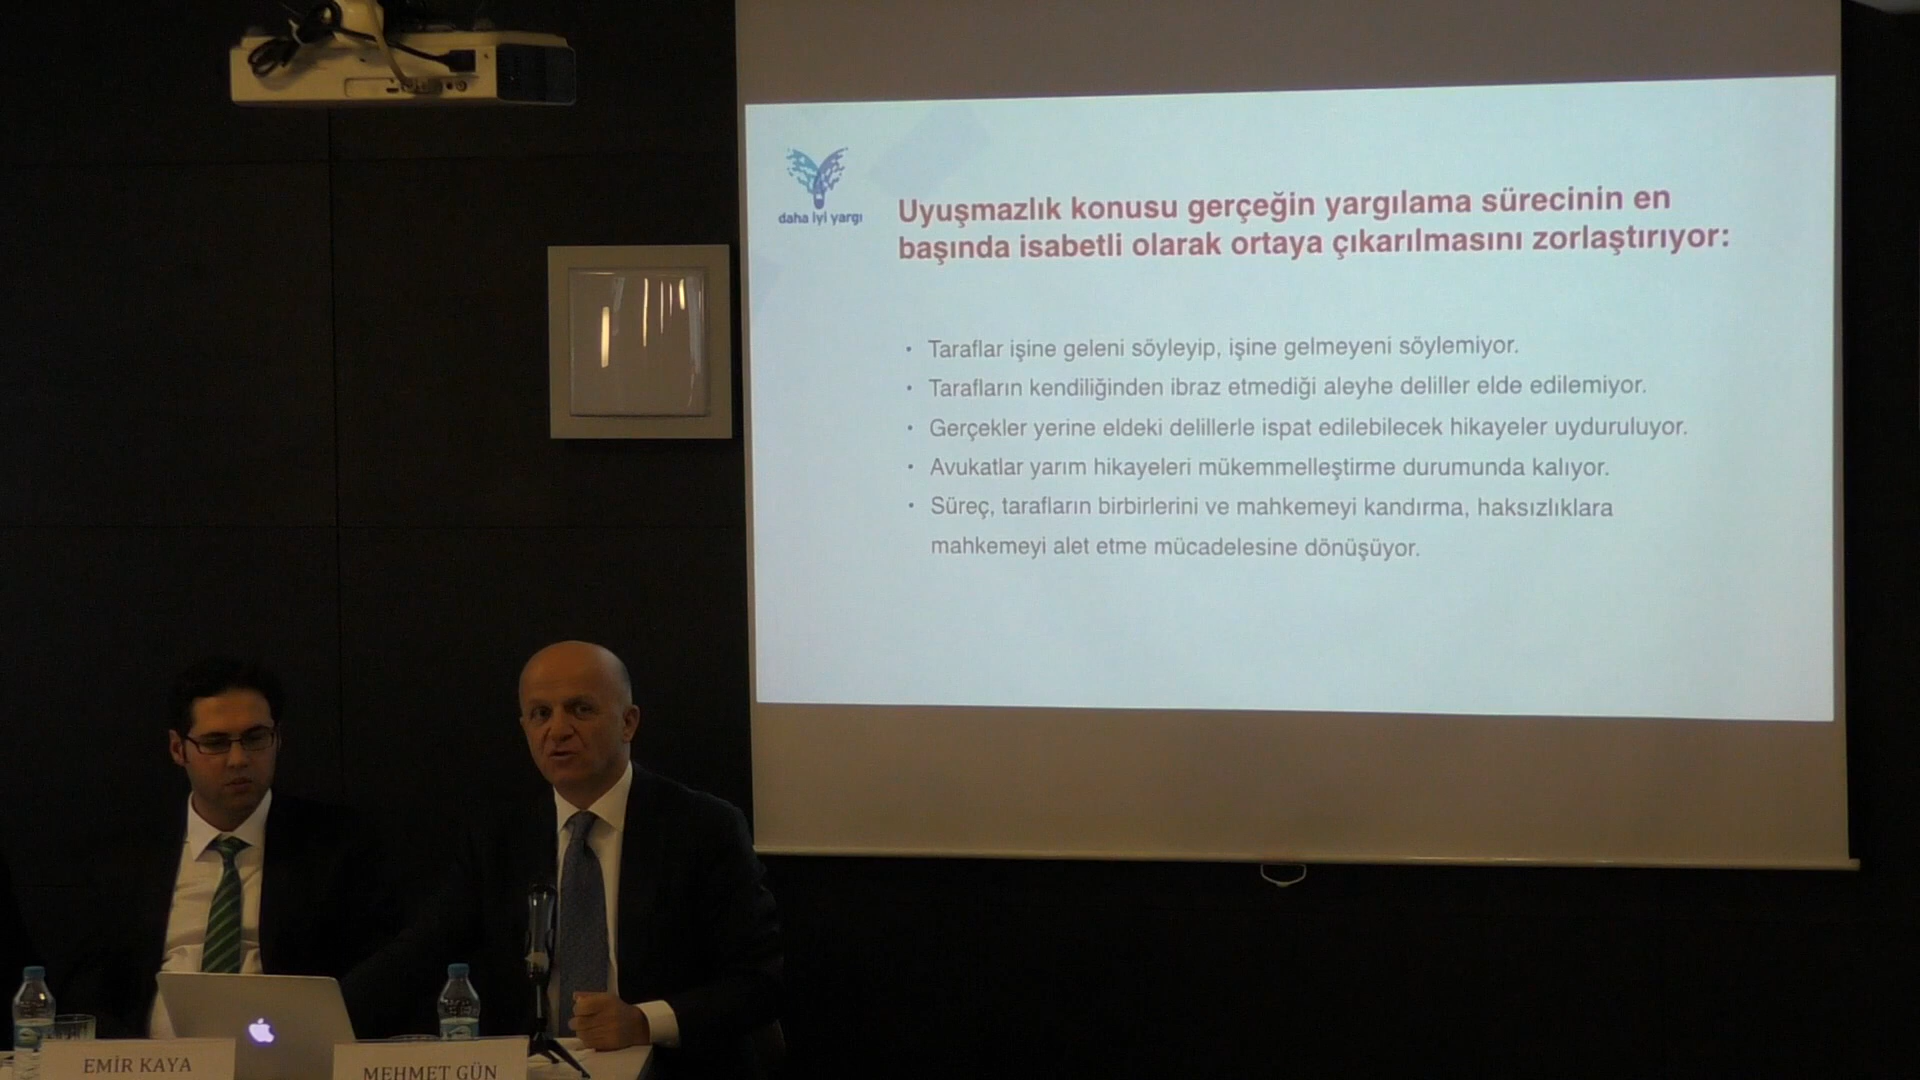 daha iyi yargı
Uyuşmazlık konusu gerçeğin yargılama sürecinin en
başında isabetli olarak ortaya çıkarılmasını zorlaştırıyor:
• Taraflar işine geleni söyleyip, işine gelmeyeni söylemiyor.
• Tarafların kendiliğinden ibraz etmediği aleyhe deliller elde edilemiyor.
• Gerçekler yerine eldeki delillerle ispat edilebilecek hikayeler uyduruluyor.
• Avukatlar yarım hikayeleri mükemmelleştirme durumunda kalıyor.
• Süreç, tarafların birbirlerini ve mahkemeyi kandırma, haksızlıklara
mahkemeyi alet etme mücadelesine dönüşüyor.
EMİR KAYA
MEHMET GÜN